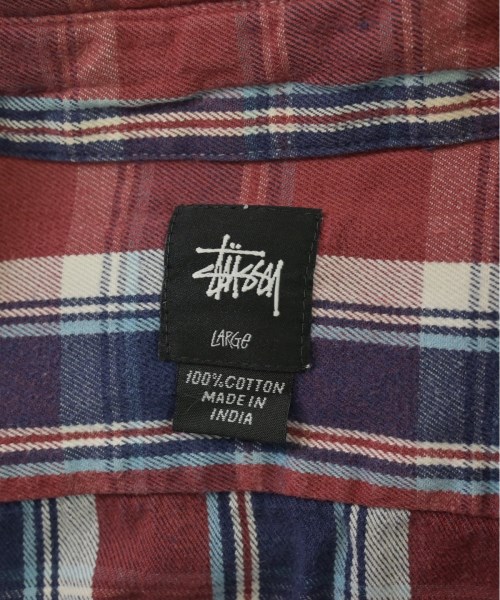 Stüssy
LARGe
100% COTTON
MADE IN
INDIA